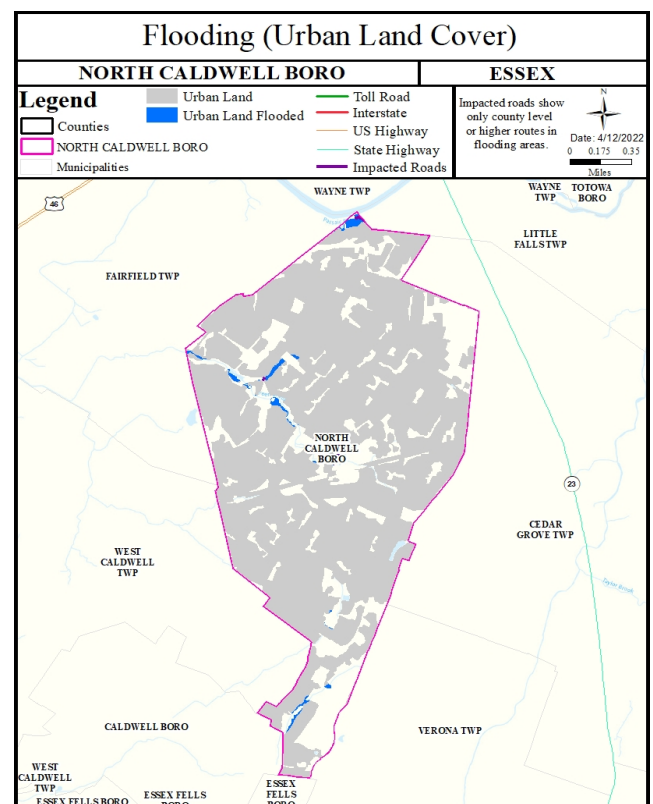 Flooding (Urban Land Cover)
NORTH CALDWELL BORO
ESSEX
Legend
Counties
NORTH CALDWELL BORO
Municipalities
Urban Land
Urban Land Flooded
Toll Road
Interstate
US Highway
State Highway
Impacted Roads
Impacted roads show
only county level
or higher routes in
flooding areas.
N
Date: 4/12/2022
0 0.175 0.35
Miles
WAYNE TWP
WAYNE
TWP
TOTOWA
BORO
46
LITTLE
FALLS TWP
FAIRFIELD TWP
NORTH
CALDWELL
BORO
23
CEDAR
GROVE TWP
WEST
CALDWELL
TWP
CALDWELL BORO
VERONA TWP
WEST
CALDWELL
TWP
ESSEX FELLS BORO
ESSEX FELLS
BORO
ESSEX
FELLS
BORO